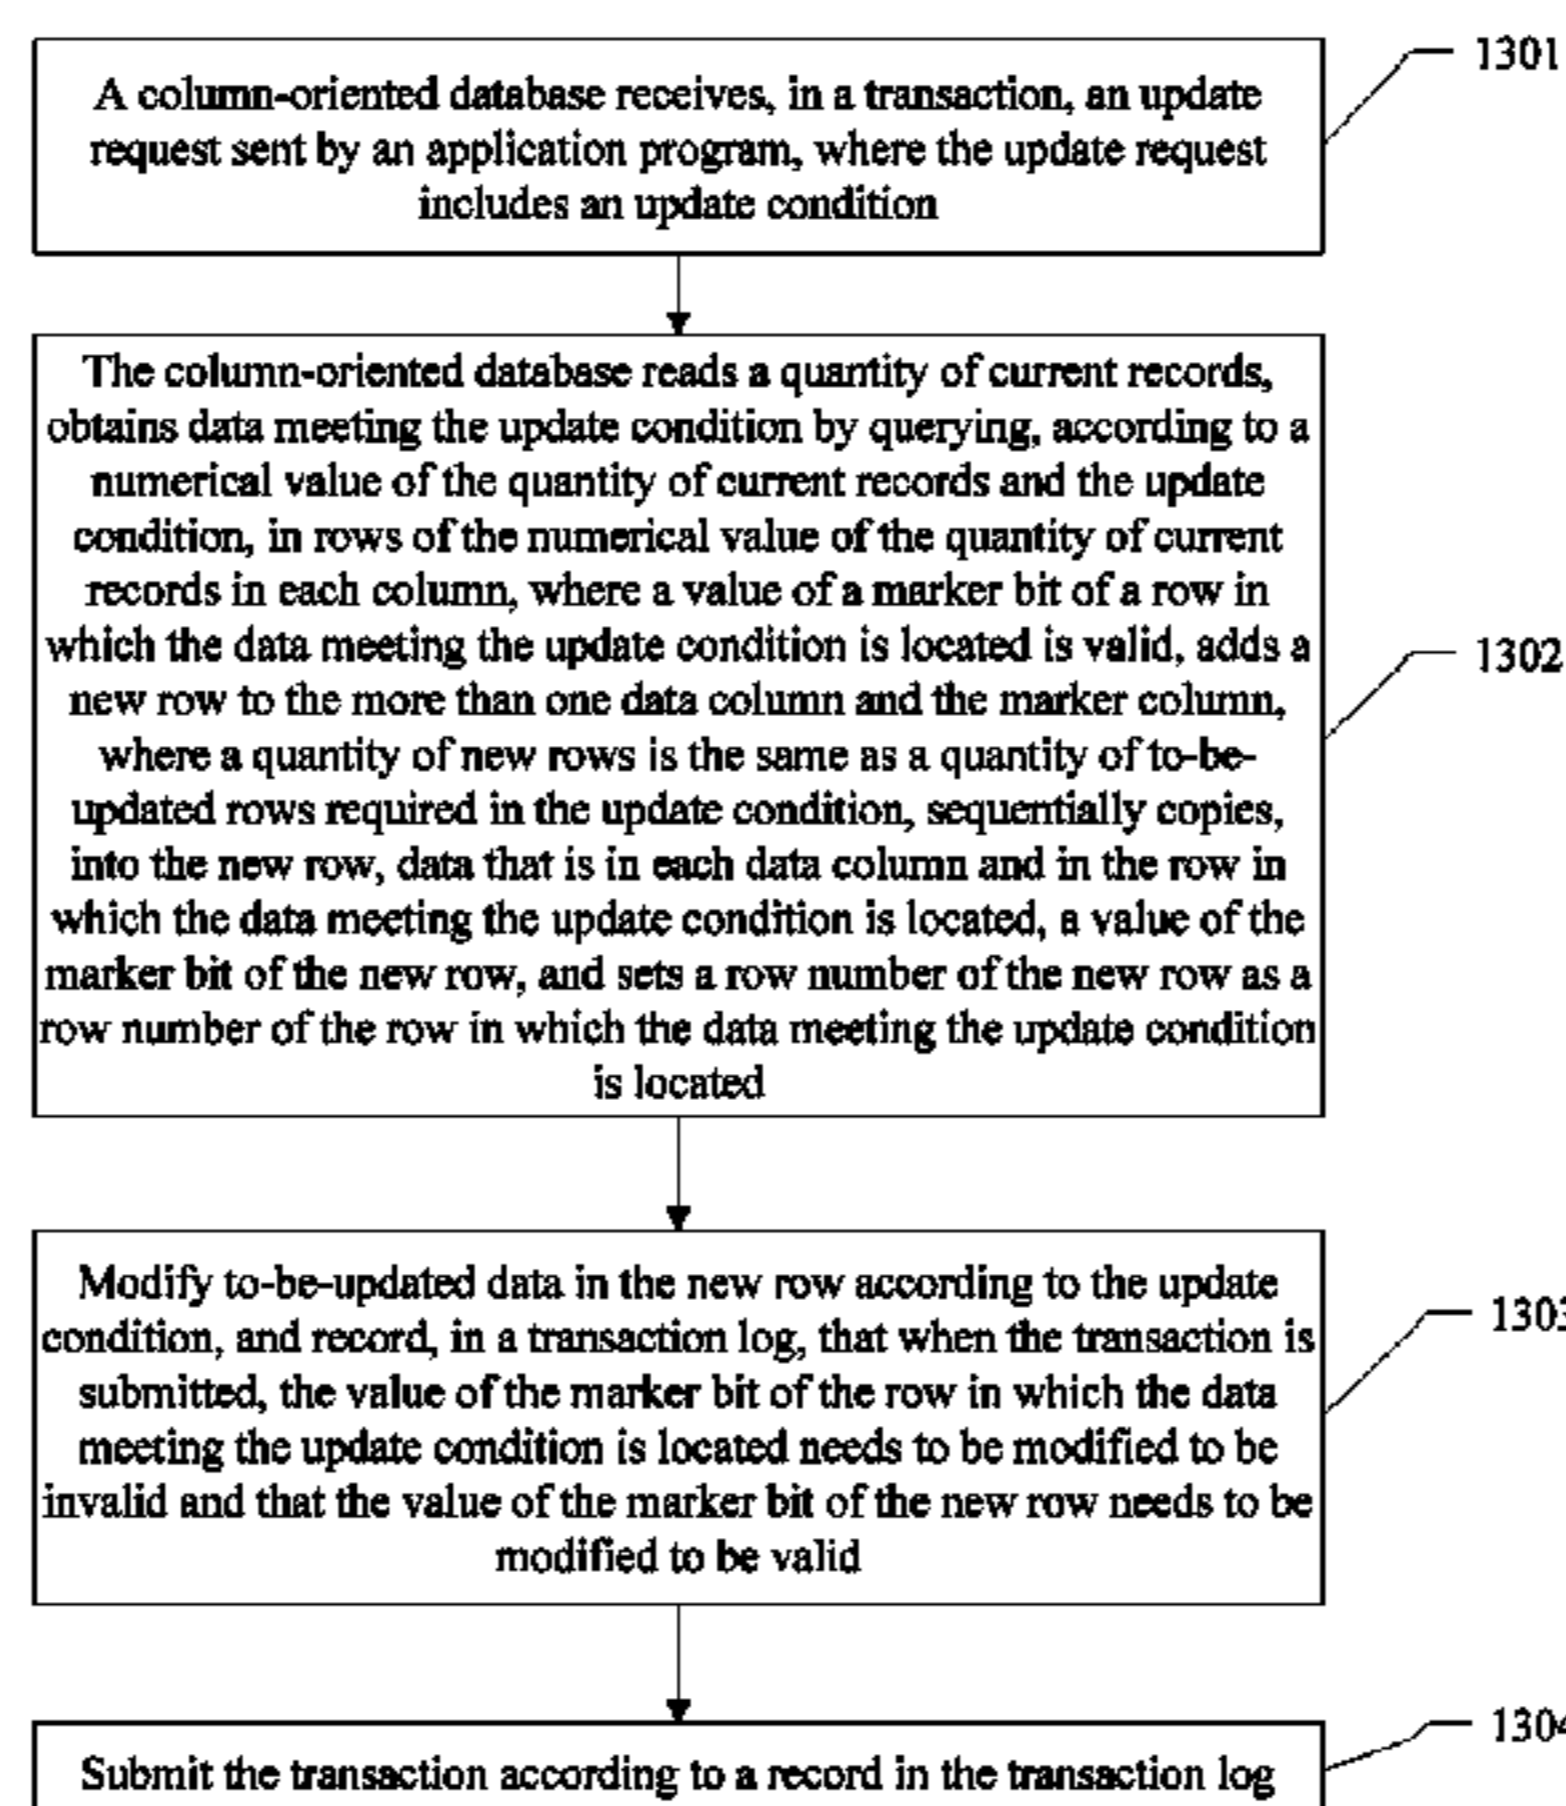 A column-oriented database receives, in a transaction, an update
request sent by an application program, where the update request
includes an update condition
1301
The column-oriented database reads a quantity of current records,
obtains data meeting the update condition by querying, according to a
numerical value of the quantity of current records and the update
condition, in rows of the numerical value of the quantity of current
records in each column, where a value of a marker bit of a row in
which the data meeting the update condition is located is valid, adds a
new row to the more than one data column and the marker column,
where a quantity of new rows is the same as a quantity of to-be-
updated rows required in the update condition, sequentially copies,
into the new row, data that is in each data column and in the row in
which the data meeting the update condition is located, a value of the
marker bit of the new row, and sets a row number of the new row as a
row number of the row in which the data meeting the update condition
is located
1302
Modify to-be-updated data in the new row according to the update
condition, and record, in a transaction log, that when the transaction is
submitted, the value of the marker bit of the row in which the data
meeting the update condition is located needs to be modified to be
invalid and that the value of the marker bit of the new row needs to be
modified to be valid
1303
Submit the transaction according to a record in the transaction log
1304